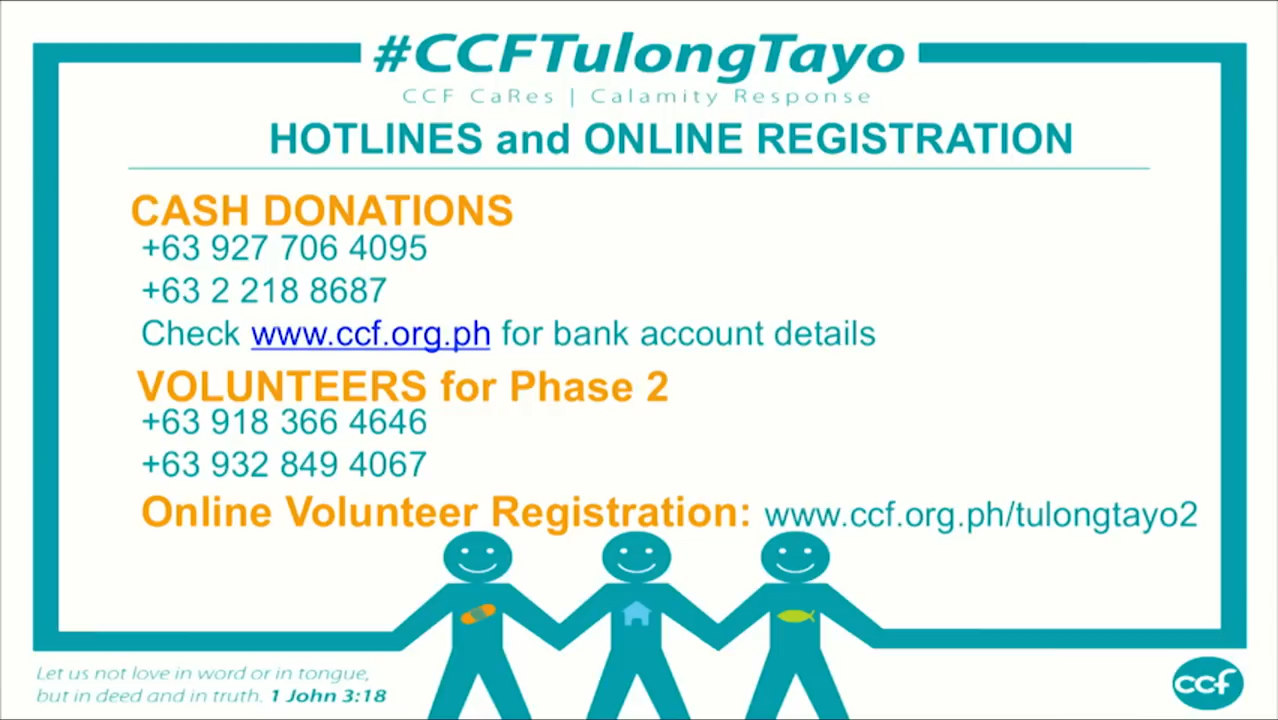 #CCFTulongTayo
CCF CaRes | Calamity Response
HOTLINES and ONLINE REGISTRATION
CASH DONATIONS
+63 927 706 4095
+63 2 218 8687
Check www.ccf.org.ph for bank account details
VOLUNTEERS for Phase 2
+63 918 366 4646
+63 932 849 4067
Online Volunteer Registration: www.ccf.org.ph/tulongtayo2
Let us not love in word or in tongue,
but in deed and in truth. 1 John 3:18
ccf